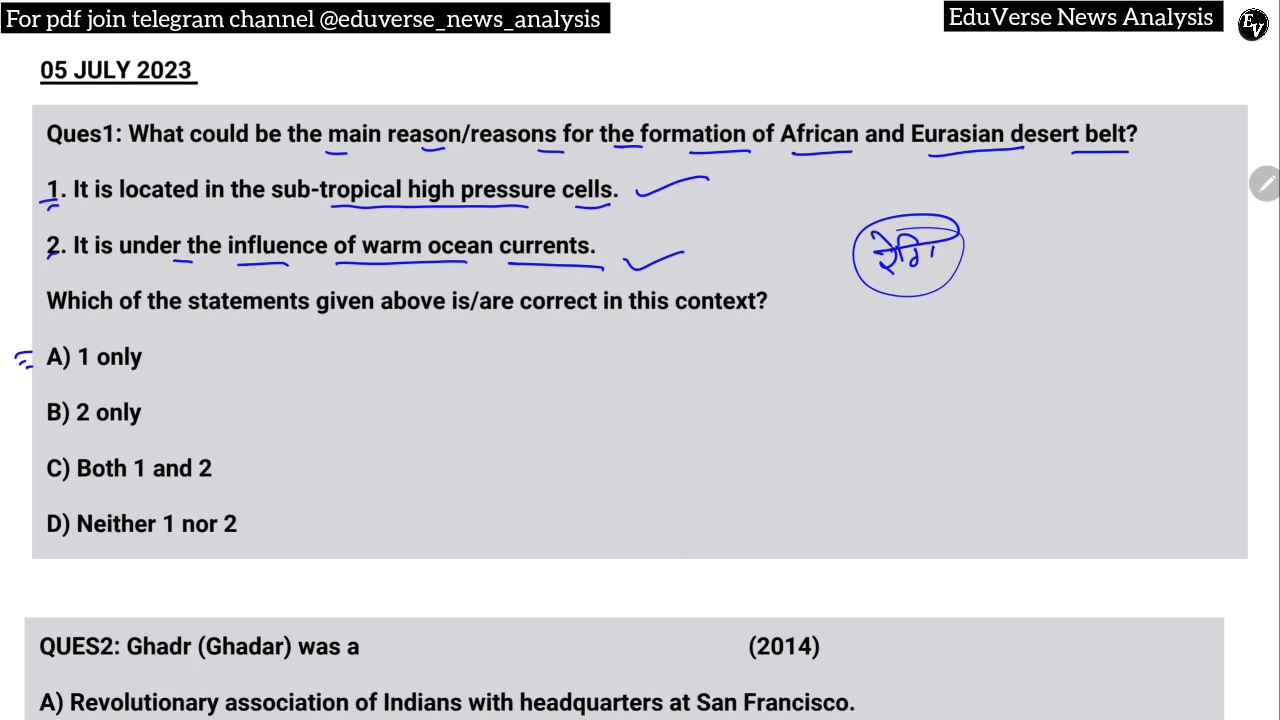 For pdf join telegram channel @eduverse_news_analysis
EduVerse News Analysis
EV
05 JULY 2023
Ques1: What could be the main reason/reasons for the formation of African and Eurasian desert belt?
1. It is located in the sub-tropical high pressure cells.
2. It is under the influence of warm ocean currents.
Which of the statements given above is/are correct in this context?
A) 1 only
B) 2 only
C) Both 1 and 2
D) Neither 1 nor 2
QUES2: Ghadr (Ghadar) was a (2014)
A) Revolutionary association of Indians with headquarters at San Francisco.